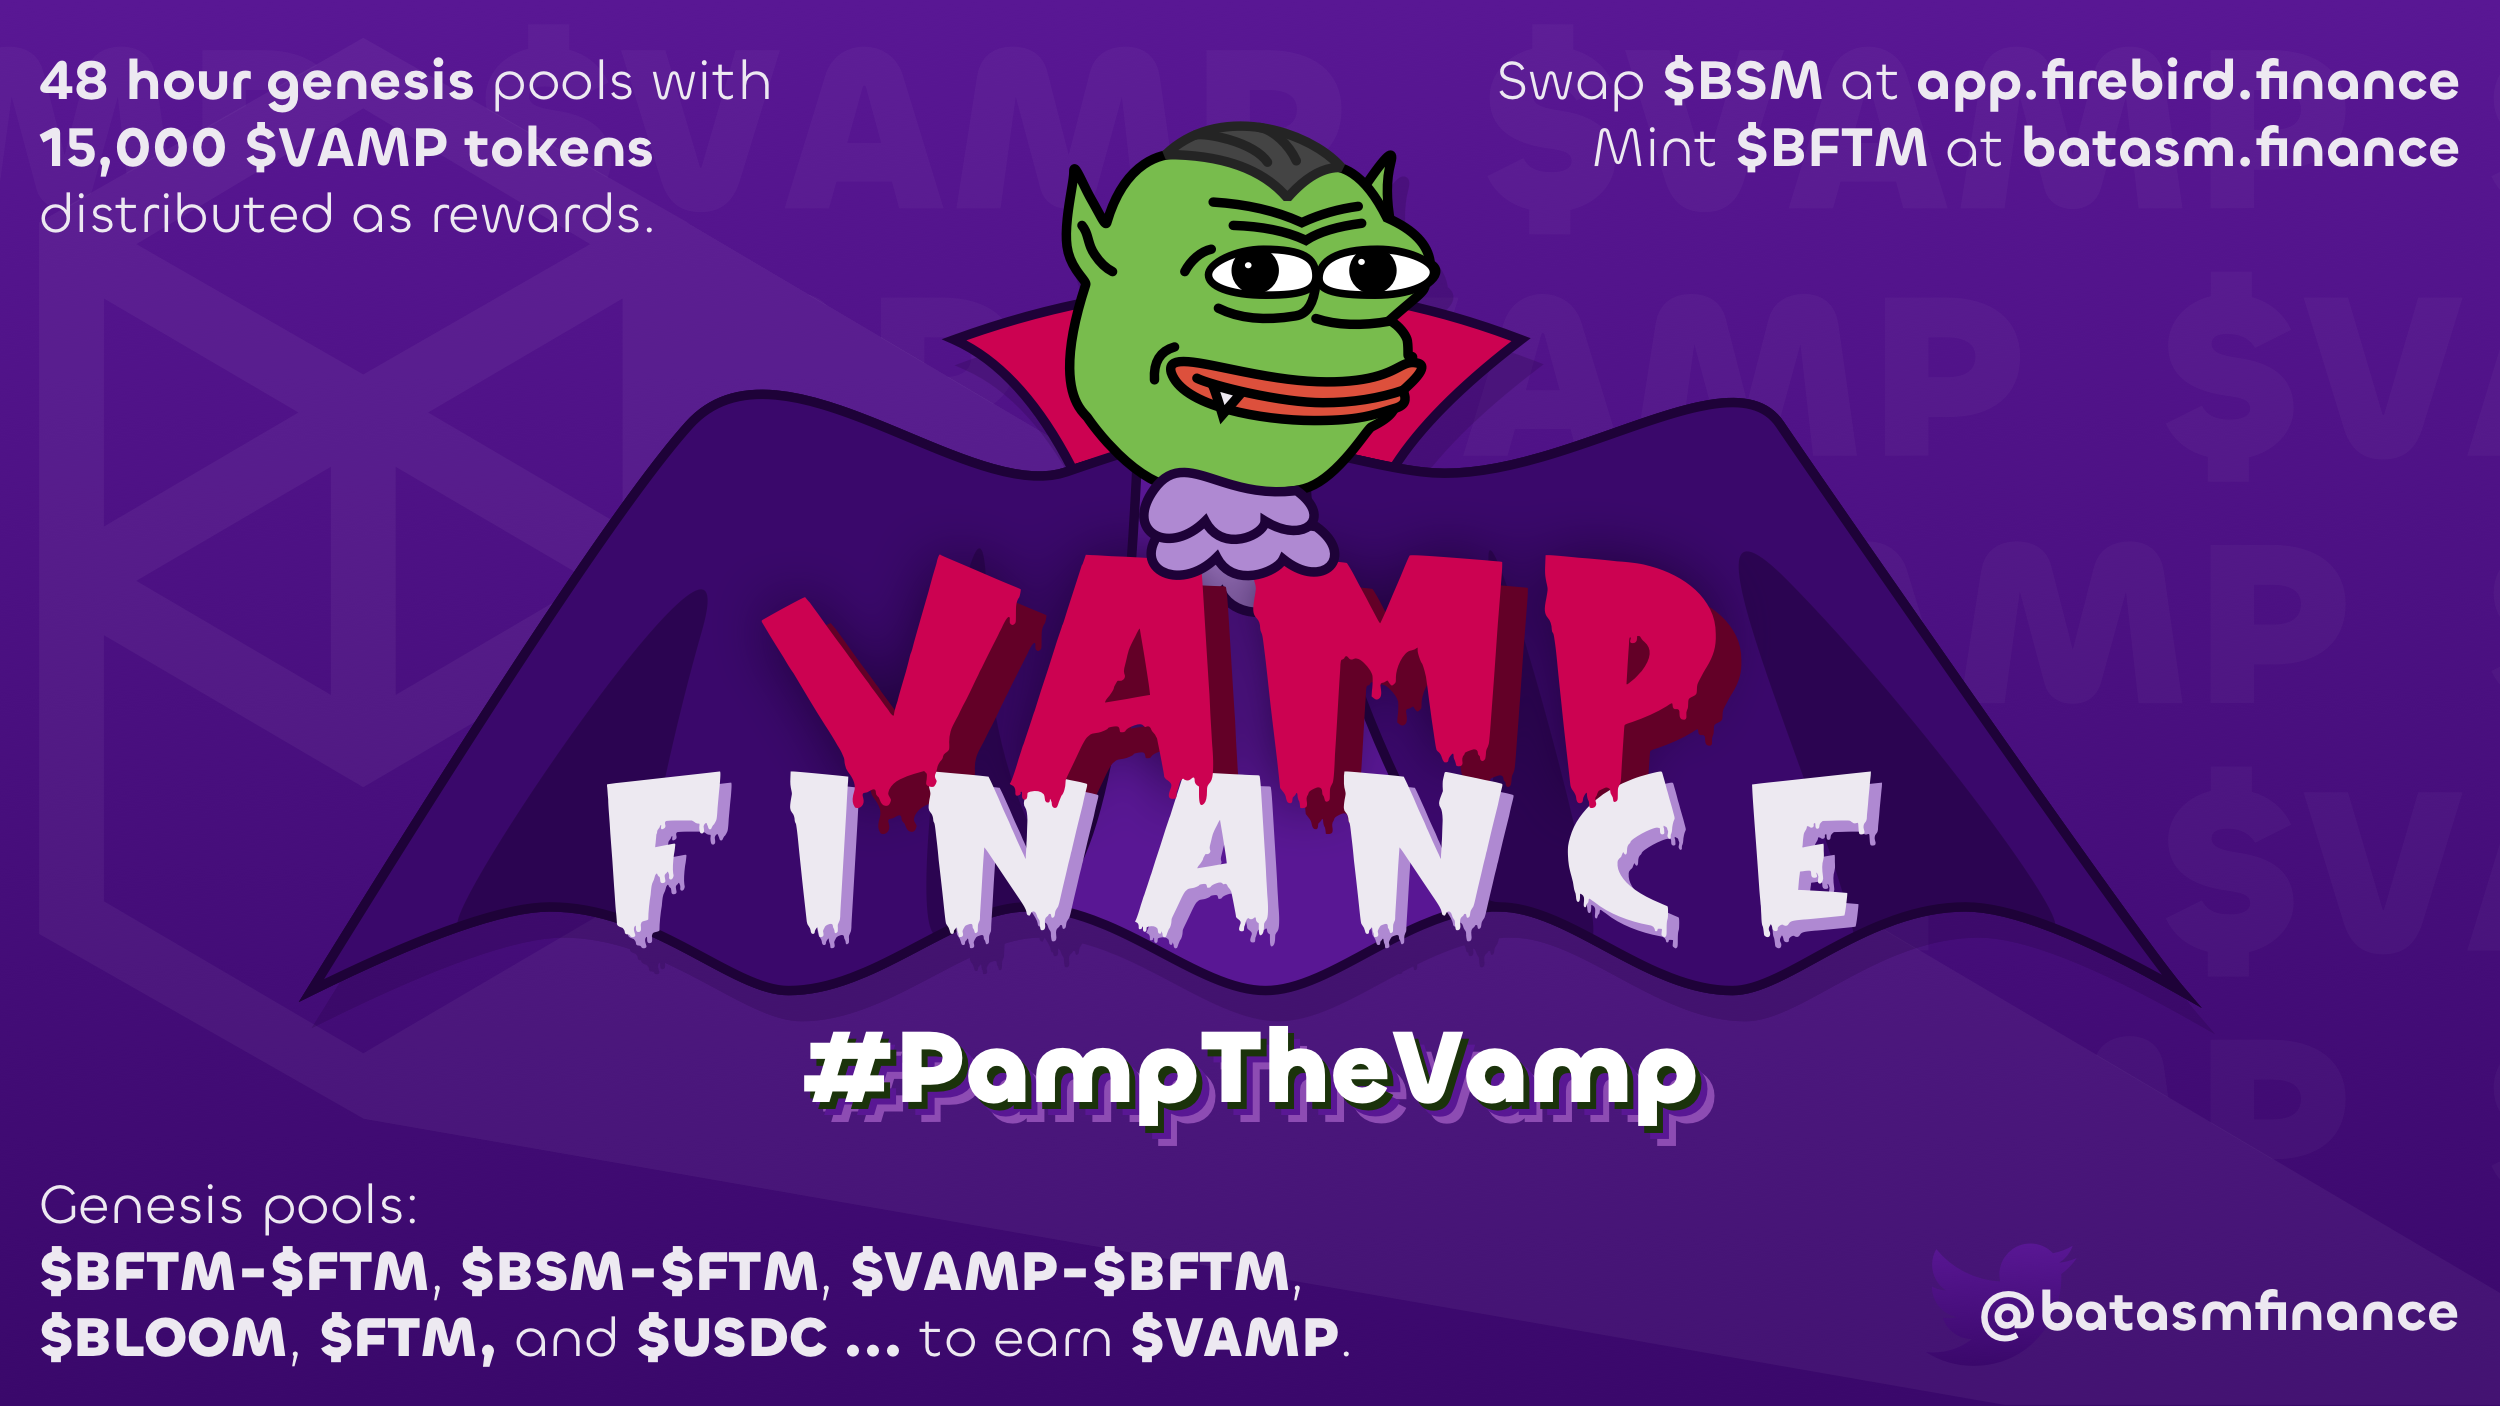 48 hour genesis pools with
15,000 $VAMP tokens
distributed as rewards.
Swap $BSM at app.firebird.finance
Mint $BFTM at batasm.finance
VAMP
FINANCE
#PampTheVamp
Genesis pools:
$BFTM-$FTM, $BSM-$FTM, $VAMP-$BFTM,
$BLOOM, $FTM, and $USDC ... to earn $VAMP.
@batasmfinance